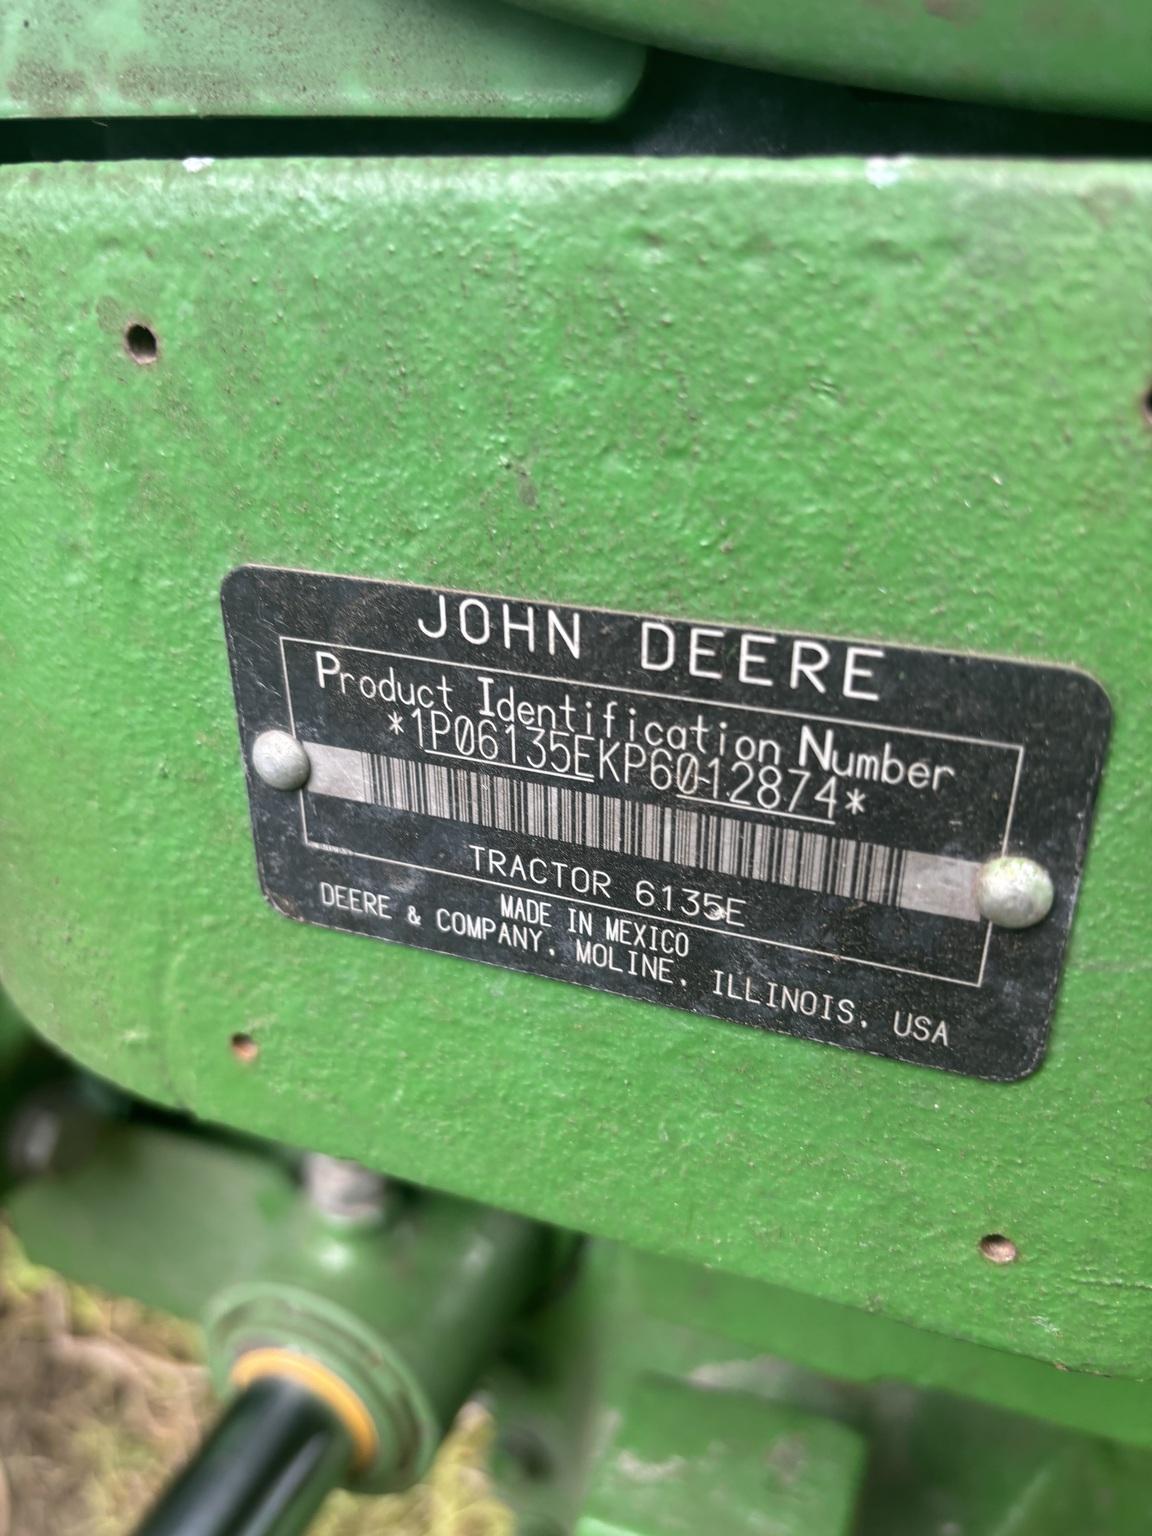 JOHN DEERE
Product Identification Number
*1P06135EKP6012874*
TRACTOR 6135E
MADE IN MEXICO
DEERE & COMPANY, MOLINE, ILLINOIS, USA